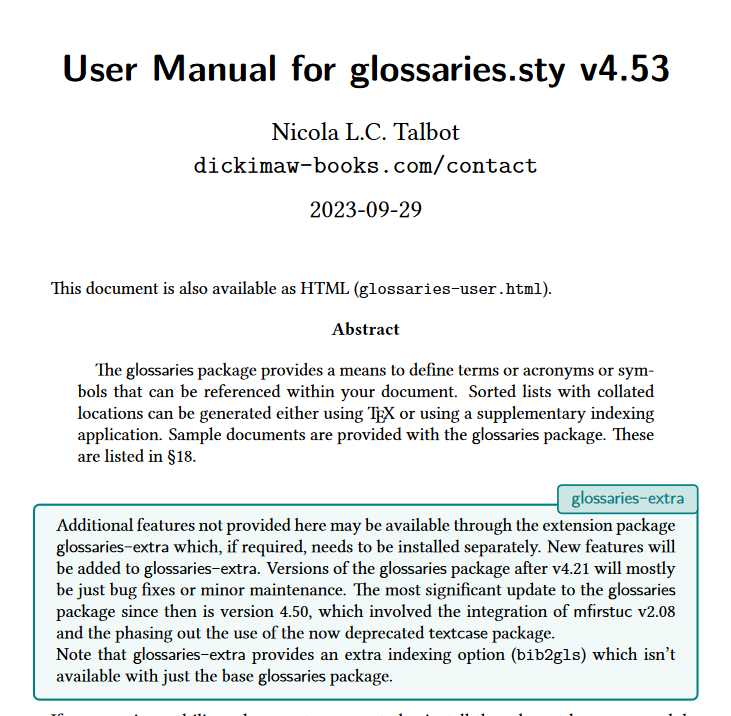 User Manual for glossaries.sty v4.53
Nicola L.C. Talbot
dickimaw-books.com/contact
2023-09-29
This document is also available as HTML (glossaries-user.html).
Abstract
The glossaries package provides a means to define terms or acronyms or sym-
bols that can be referenced within your document. Sorted lists with collated
locations can be generated either using TEX or using a supplementary indexing
application. Sample documents are provided with the glossaries package. These
are listed in §18.
glossaries-extra
Additional features not provided here may be available through the extension package
glossaries-extra which, if required, needs to be installed separately. New features will
be added to glossaries-extra. Versions of the glossaries package after v4.21 will mostly
be just bug fixes or minor maintenance. The most significant update to the glossaries
package since then is version 4.50, which involved the integration of mfirstuc v2.08
and the phasing out the use of the now deprecated textcase package.
Note that glossaries-extra provides an extra indexing option (bib2gls) which isn't
available with just the base glossaries package.